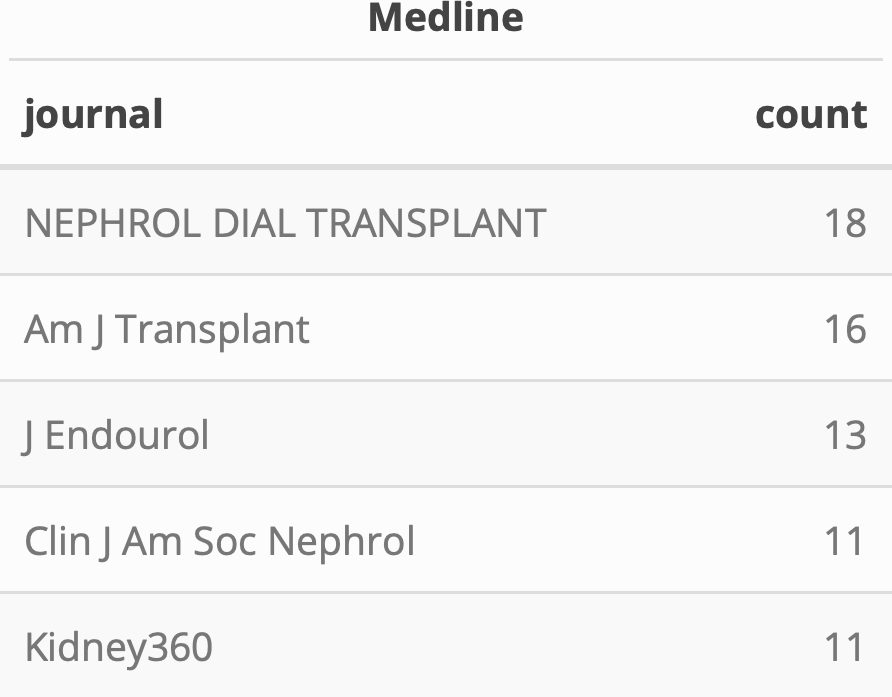 Medline
journal count
NEPHROL DIAL TRANSPLANT 18
Am J Transplant 16
J Endourol 13
Clin J Am Soc Nephrol 11
Kidney360 11